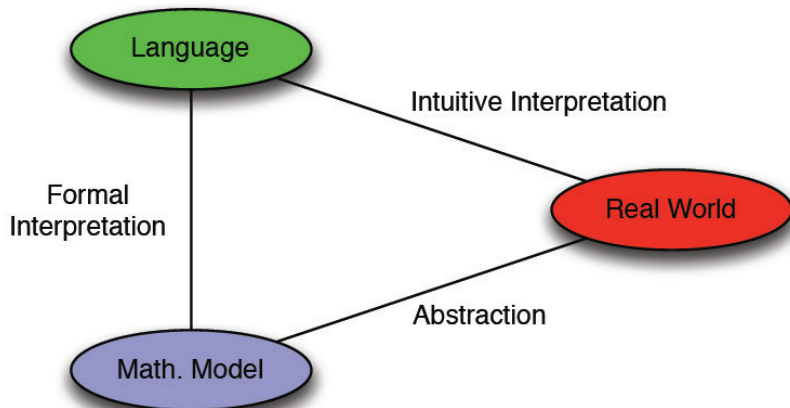 Language
Intuitive Interpretation
Formal
Interpretation
Real World
Abstraction
Math. Model